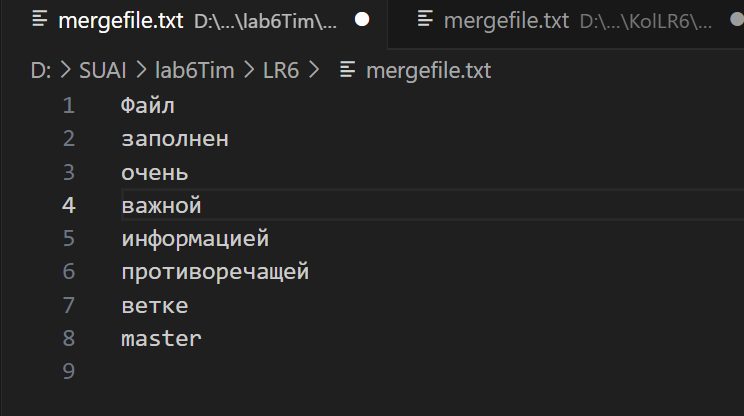 mergefile.txt D:\...\lab6Tim\... mergefile.txt D:\...\KolLR6\...
D: > SUAI > lab6Tim > LR6 > mergefile.txt
1 Файл
2 заполнен
3 очень
4 важной
5 информацией
6 противоречащей
7 ветке
8 master
9